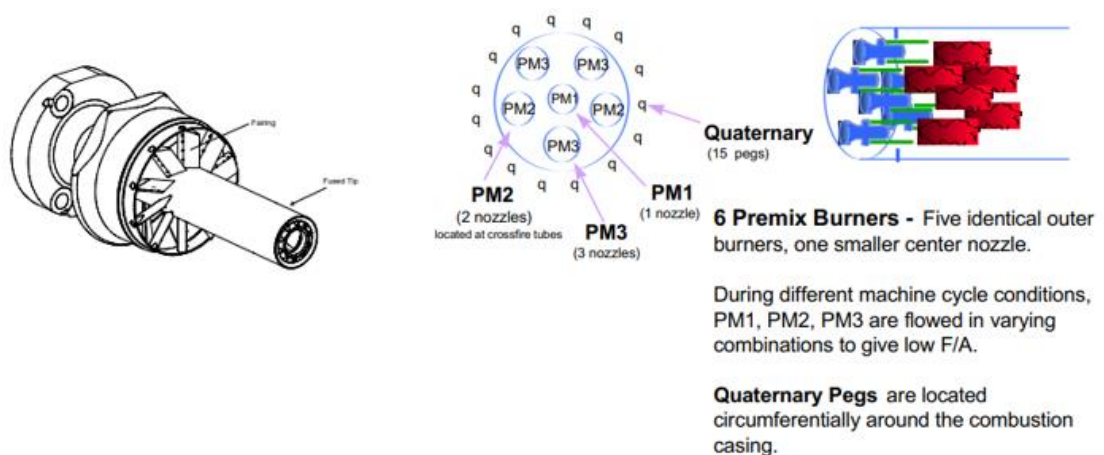 Fairing
Fused Tip
q q q q
q q
q q
q q
q q
q q
q q q
PM3 PM3
PM1
PM2 PM2
PM3
Quaternary
(15 pegs)
PM2
(2 nozzles)
located at crossfire tubes
PM1
(1 nozzle)
PM3
(3 nozzles)
6 Premix Burners - Five identical outer
burners, one smaller center nozzle.
During different machine cycle conditions,
PM1, PM2, PM3 are flowed in varying
combinations to give low F/A.
Quaternary Pegs are located
circumferentially around the combustion
casing.